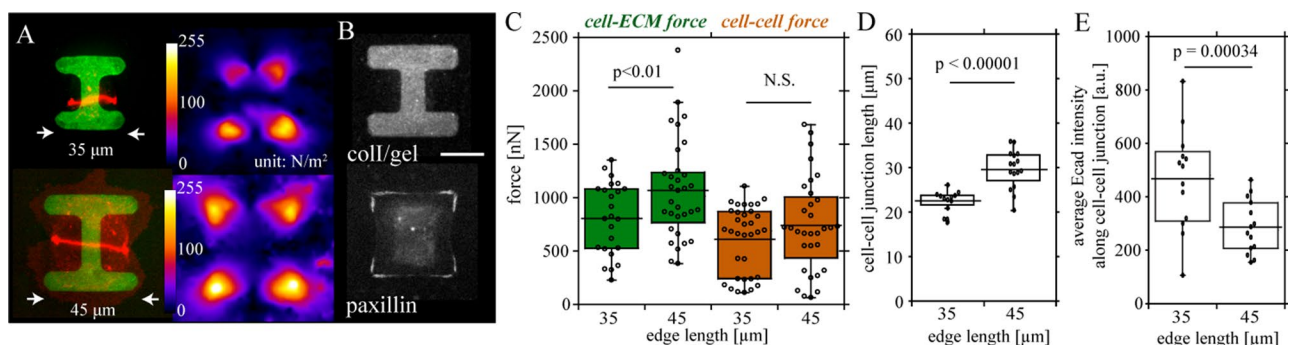 A
255
100
0
35 µm
unit: N/m²
255
100
0
45 µm
B
colI/gel
paxillin
C
cell-ECM force
cell-cell force
2500
2000
1500
1000
500
0
force [nN]
p<0.01
N.S.
35
45
35
45
edge length [µm]
D
60
50
40
30
20
10
0
cell-cell junction length [µm]
p < 0.00001
35
45
edge length [µm]
E
1000
800
600
400
200
0
average Ecad intensity
along cell-cell junction [a.u.]
p = 0.00034
35
45
edge length [µm]